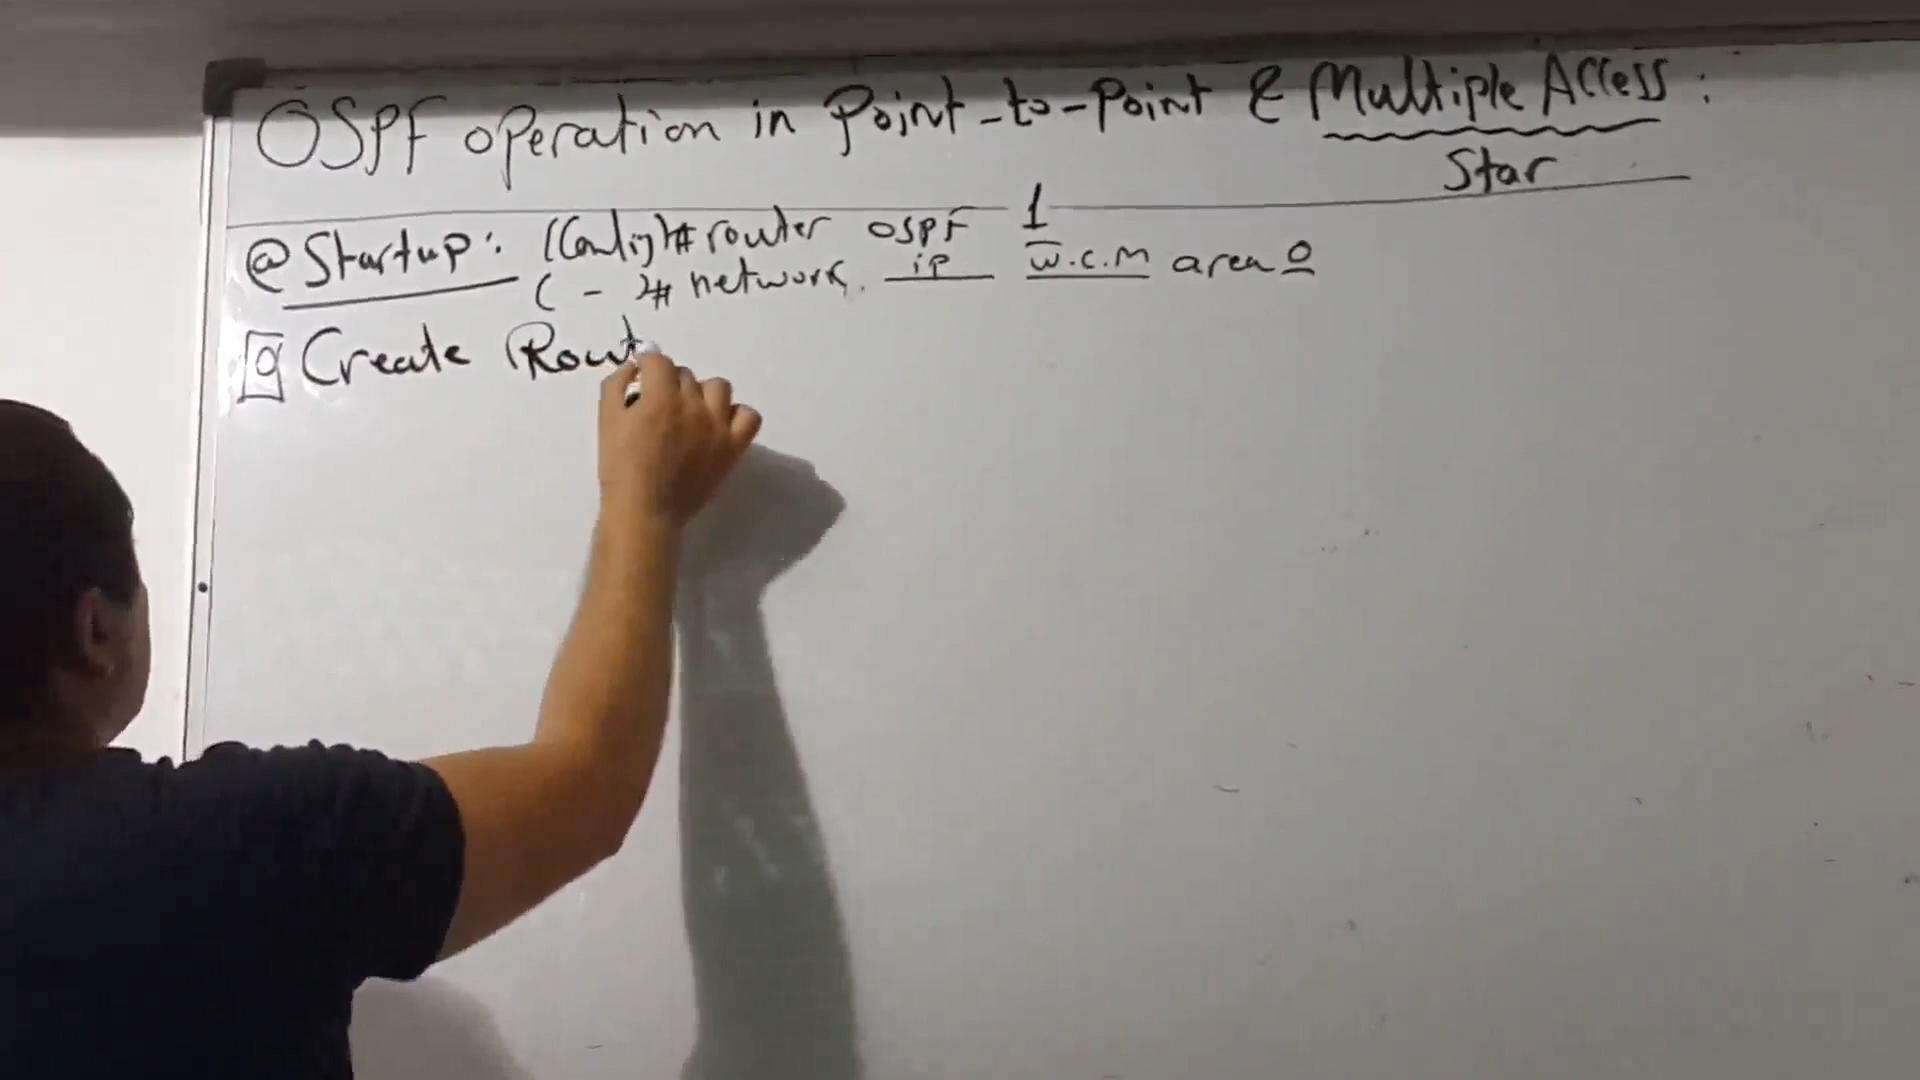 OSPF operation in Point-to-Point & Multiple Access :
Star
@Startup: (Config)# router OSPF 1
( - )# network ip w.c.m area 0
a Create Rout